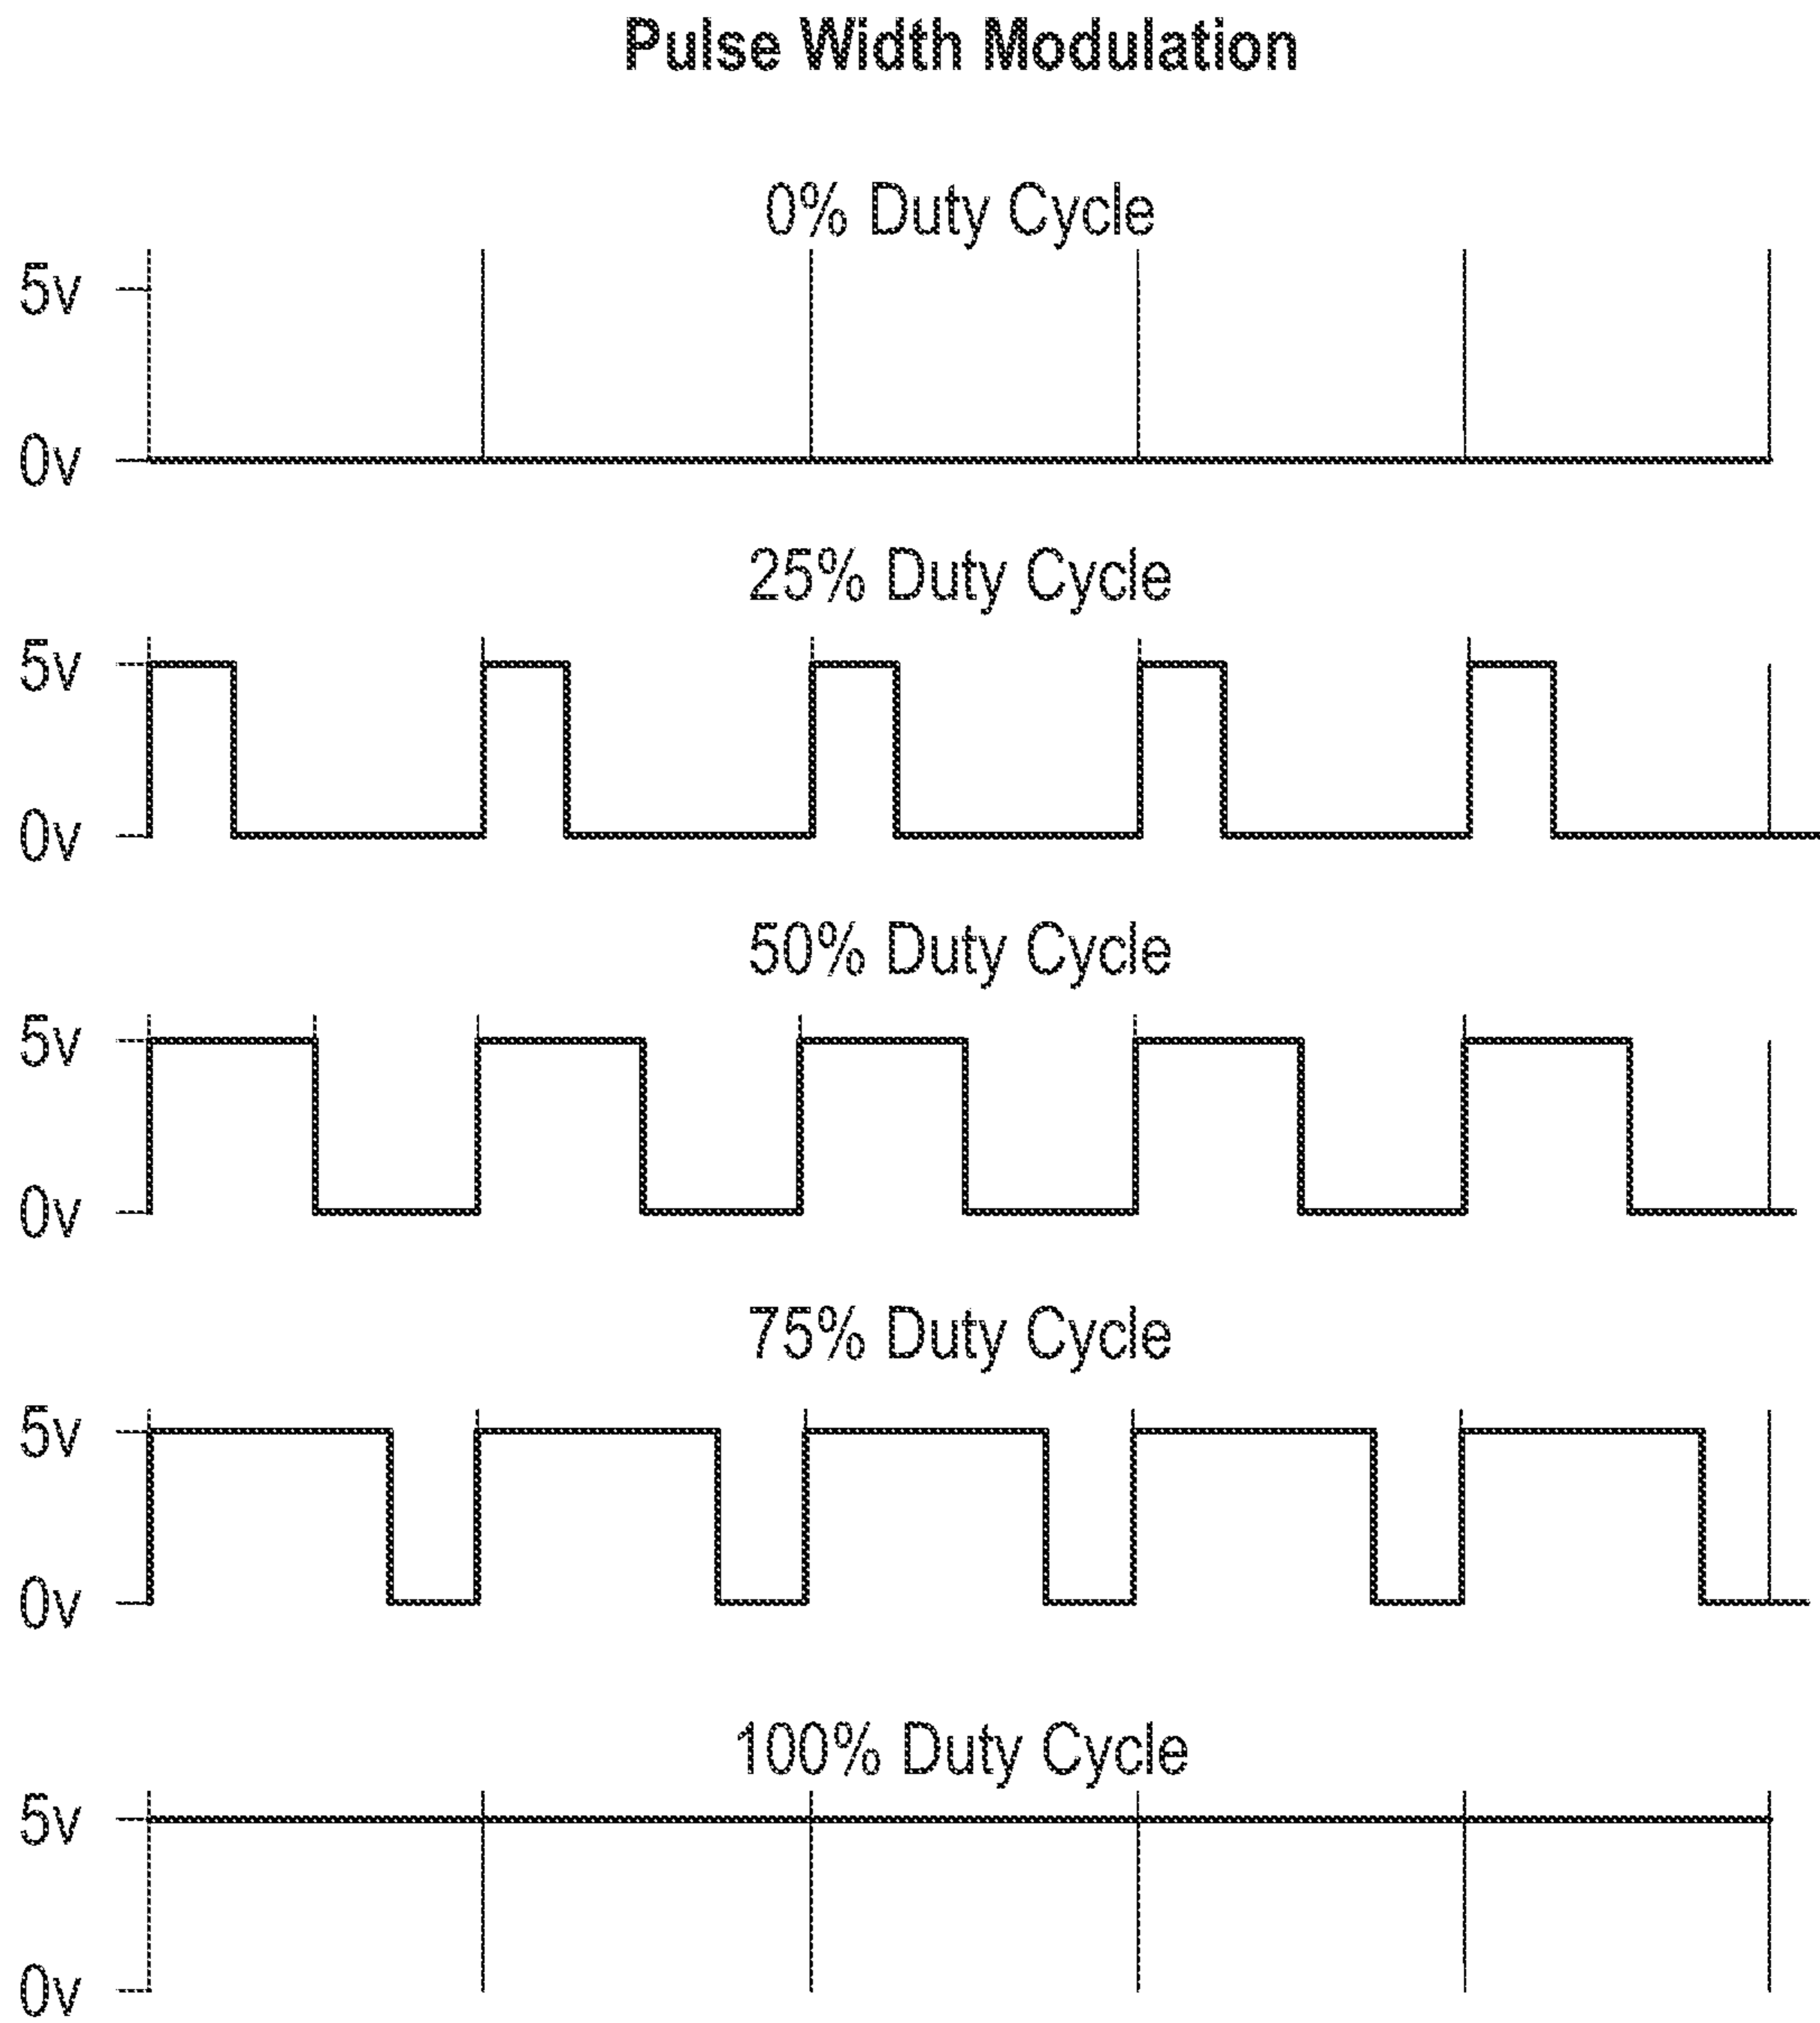 Pulse Width Modulation
0% Duty Cycle
5v
0v
25% Duty Cycle
5v
0v
50% Duty Cycle
5v
0v
75% Duty Cycle
5v
0v
100% Duty Cycle
5v
0v